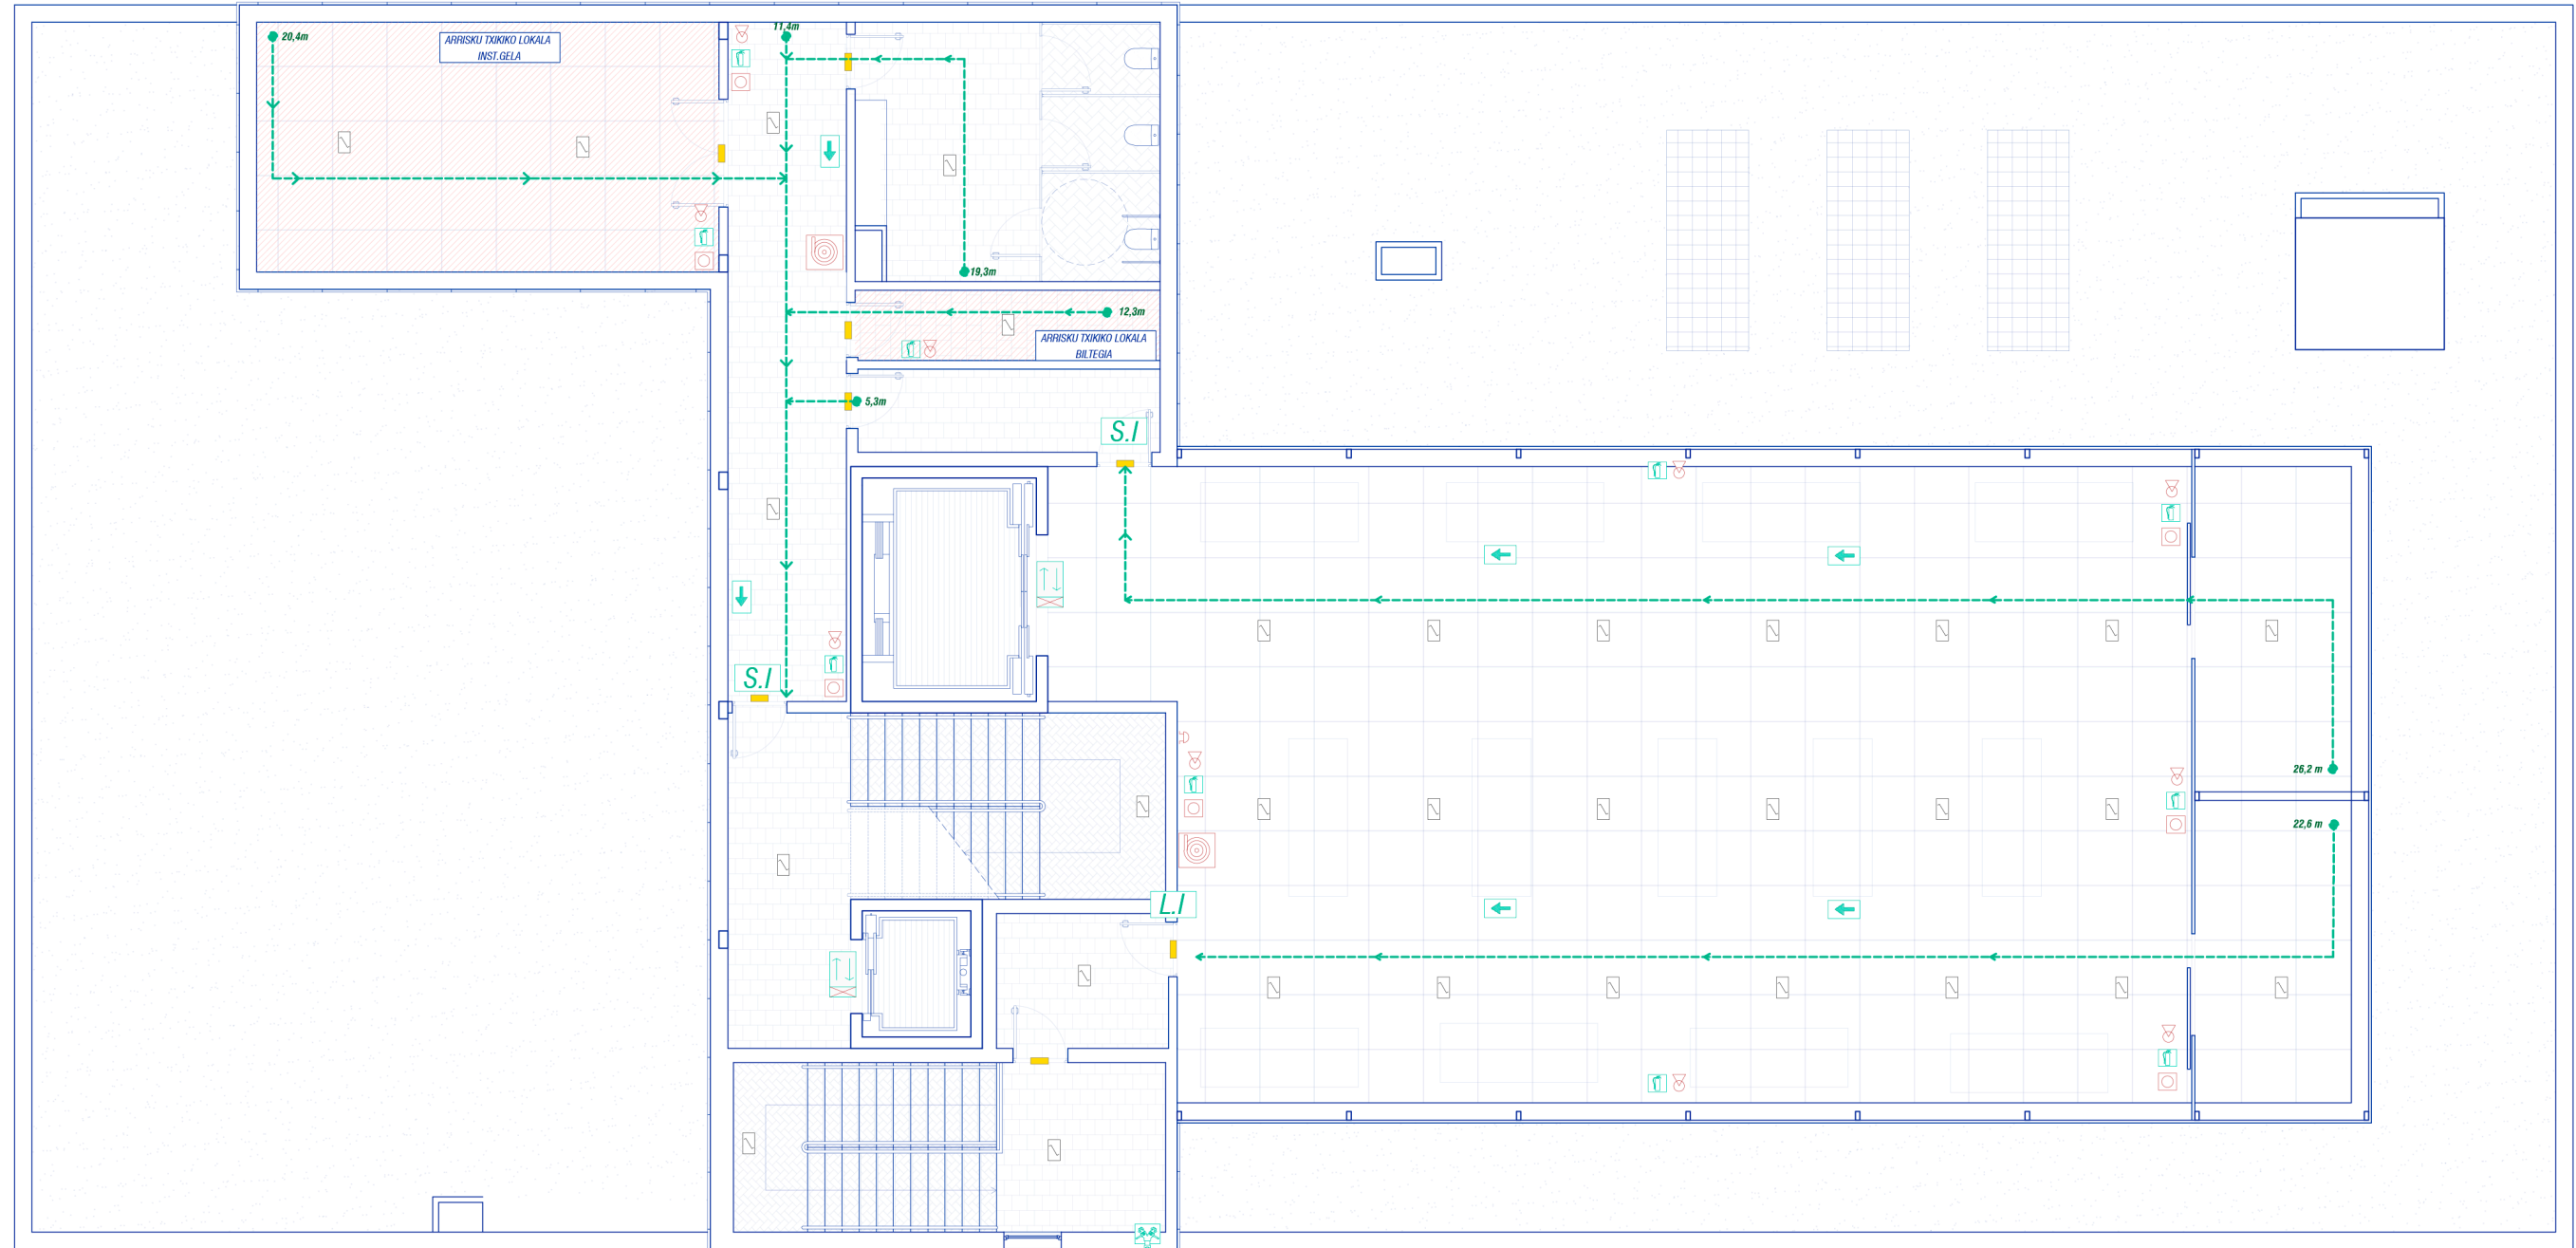 20,4m
ARRISKU TXIKIKO LOKALA
INST.GELA
11,4m
19,3m
12,3m
ARRISKU TXIKIKO LOKALA
BILTEGIA
5,3m
S.I
S.I
26,2 m
22,6 m
L.I